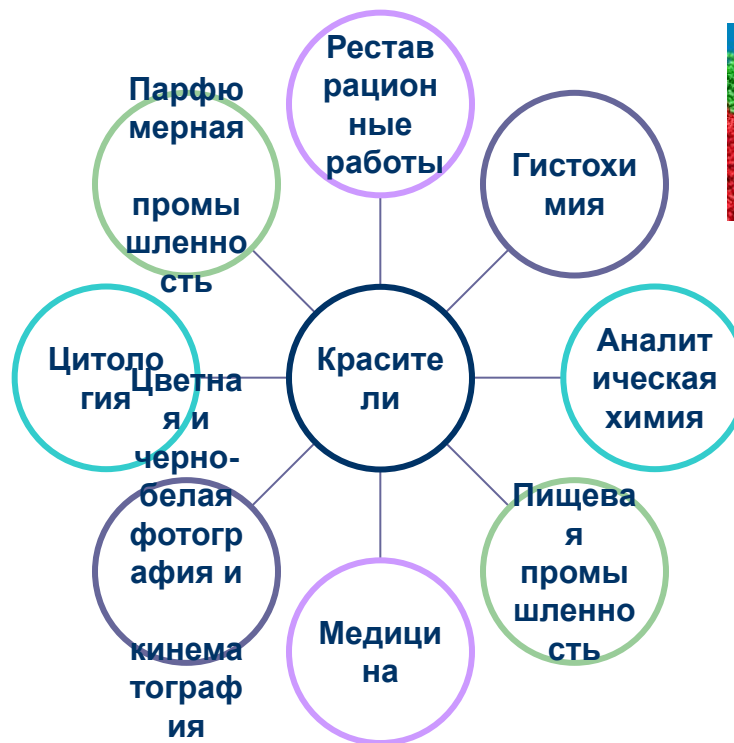 Рестав
рацион
ные
работы
Гистохи
мия
Аналит
ическая
химия
Пищева
я
промы
шленно
сть
Медици
на
Цветна
я и
черно-
белая
фотогр
афия и
кинема
тограф
ия
Цитоло
гия
Парфю
мерная
промы
шленно
сть
Красите
ли